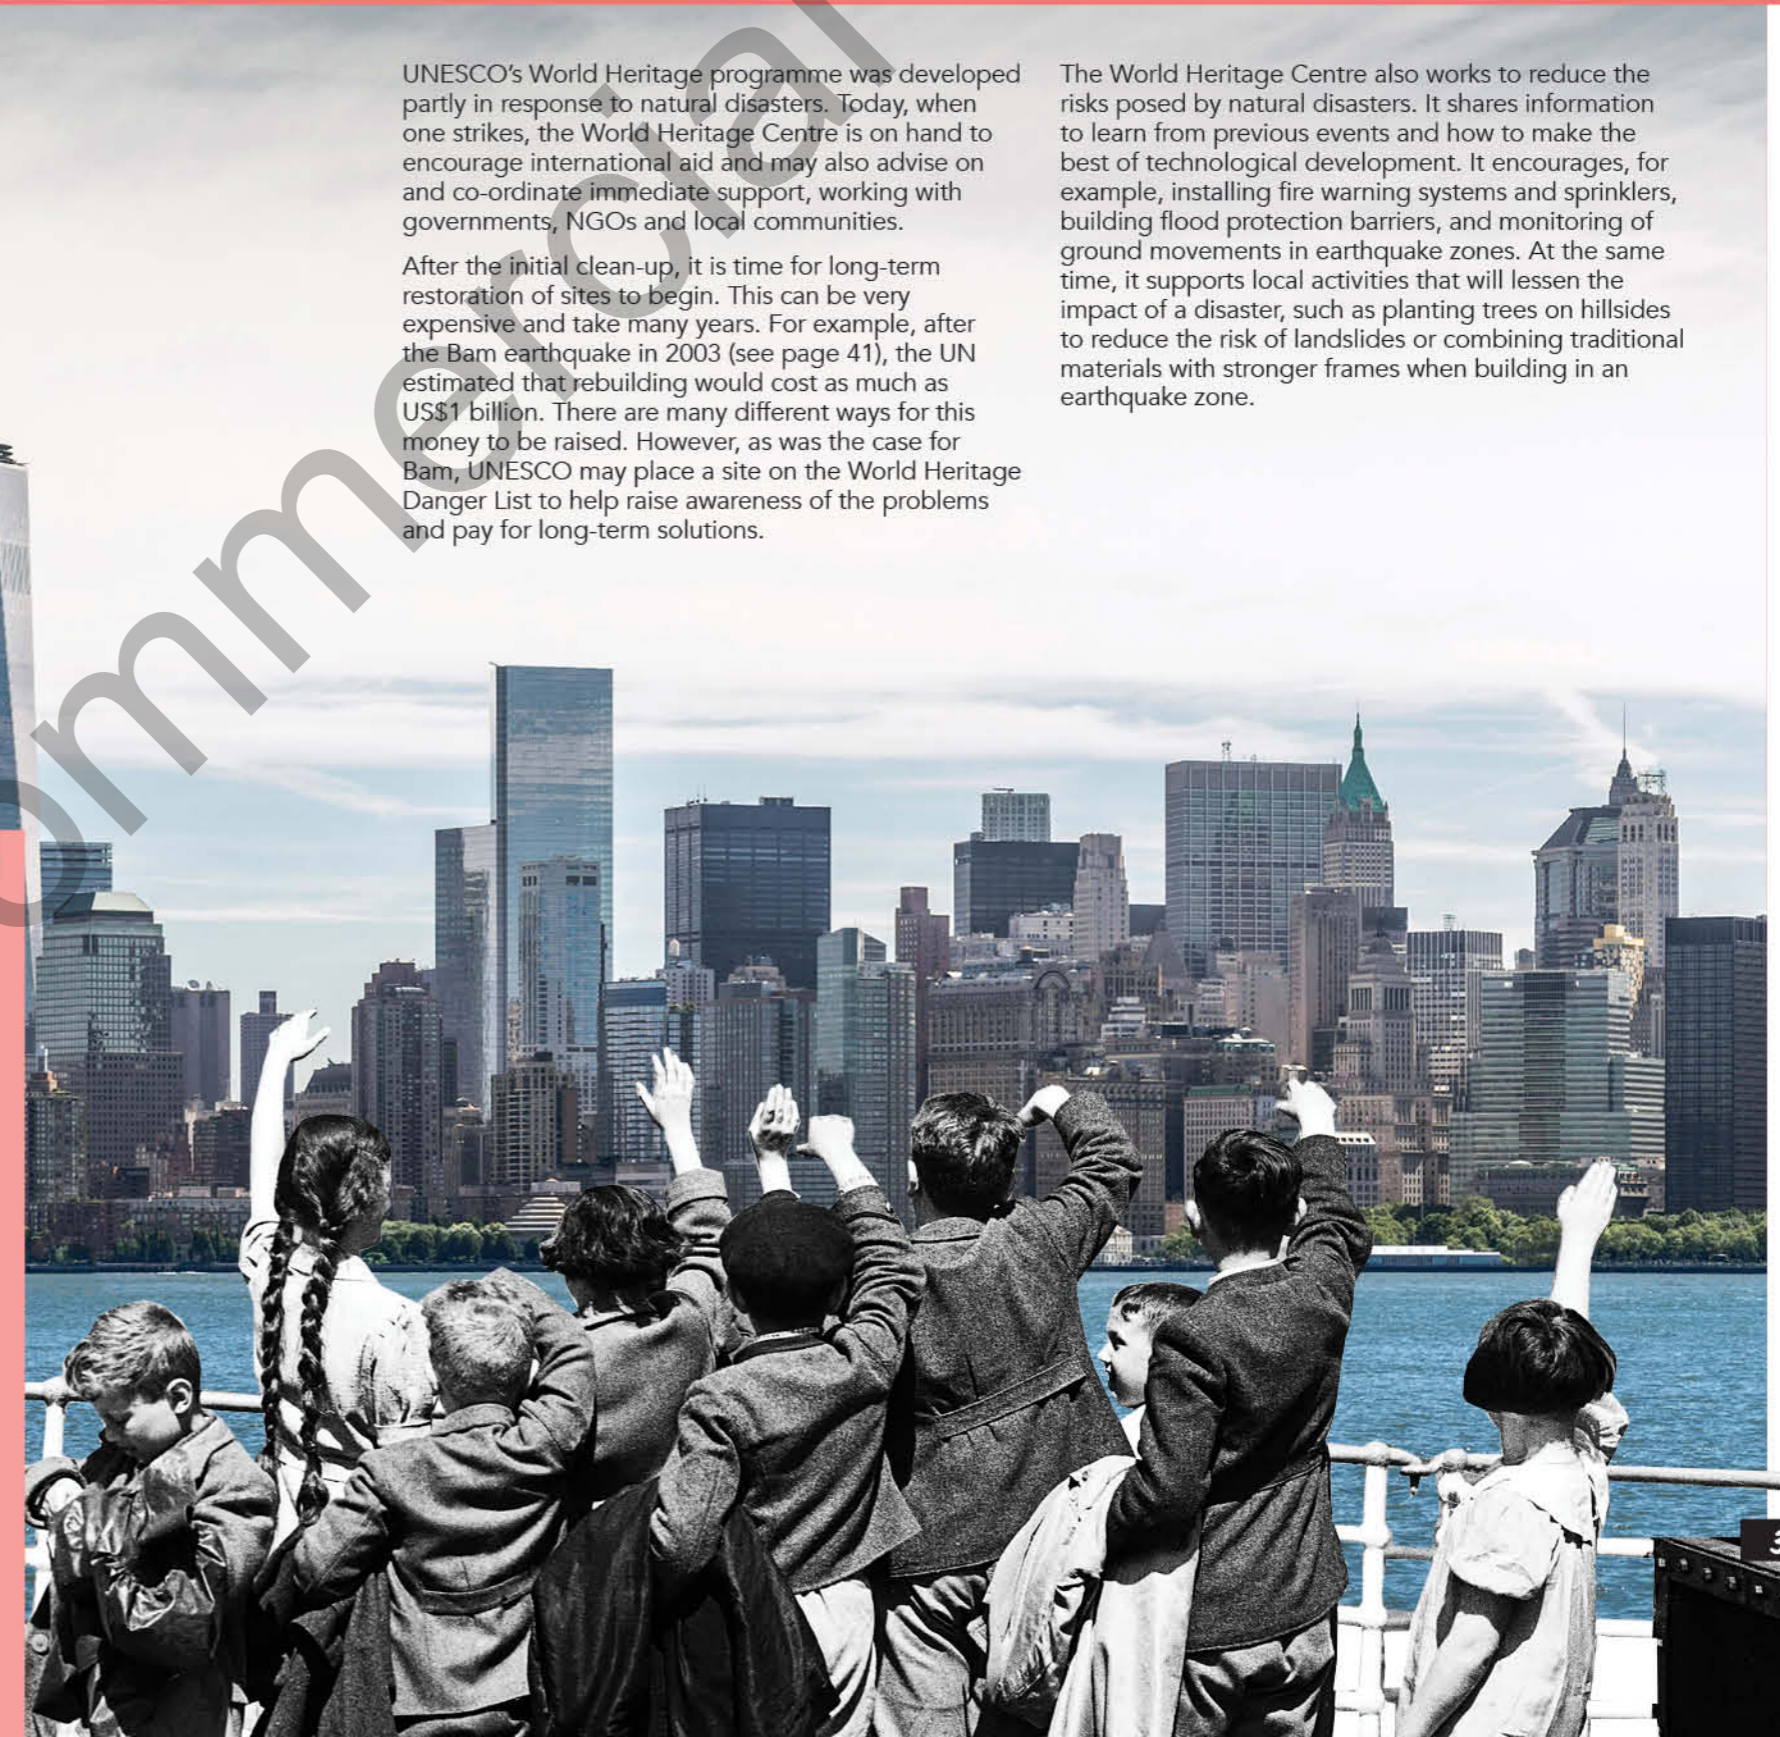 UNESCO's World Heritage programme was developed
partly in response to natural disasters. Today, when
one strikes, the World Heritage Centre is on hand to
encourage international aid and may also advise on
and co-ordinate immediate support, working with
governments, NGOs and local communities.
After the initial clean-up, it is time for long-term
restoration of sites to begin. This can be very
expensive and take many years. For example, after
the Bam earthquake in 2003 (see page 41), the UN
estimated that rebuilding would cost as much as
US$1 billion. There are many different ways for this
money to be raised. However, as was the case for
Bam, UNESCO may place a site on the World Heritage
Danger List to help raise awareness of the problems
and pay for long-term solutions.
The World Heritage Centre also works to reduce the
risks posed by natural disasters. It shares information
to learn from previous events and how to make the
best of technological development. It encourages, for
example, installing fire warning systems and sprinklers,
building flood protection barriers, and monitoring of
ground movements in earthquake zones. At the same
time, it supports local activities that will lessen the
impact of a disaster, such as planting trees on hillsides
to reduce the risk of landslides or combining traditional
materials with stronger frames when building in an
earthquake zone.
ommercial